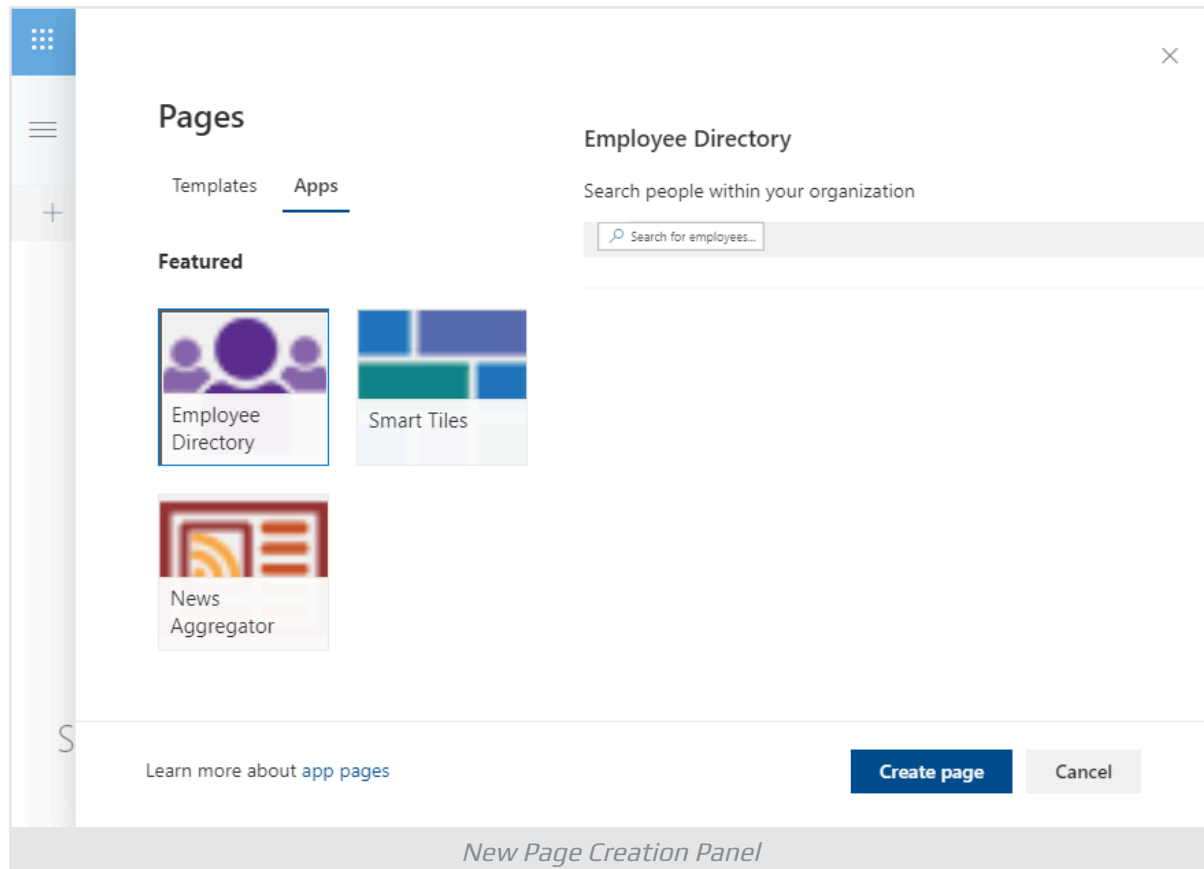 Pages
Templates
Apps
Featured
Employee
Directory
Smart Tiles
News
Aggregator
Employee Directory
Search people within your organization
Search for employees...
S
Learn more about app pages
Create page
Cancel
New Page Creation Panel